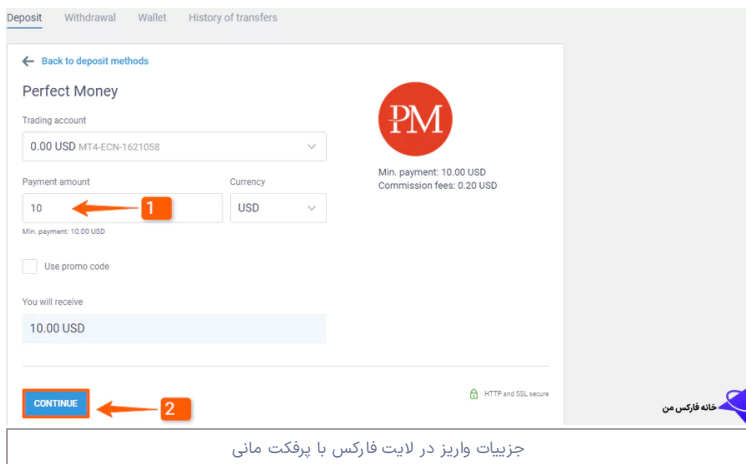 Deposit Withdrawal Wallet History of transfers
← Back to deposit methods
Perfect Money
Trading account
0.00 USD MT4-ECN-1621058
Payment amount
Currency
10
1
USD
Min. payment: 10.00 USD
Use promo code
You will receive
10.00 USD
PM
Min. payment: 10.00 USD
Commission fees: 0.20 USD
CONTINUE
2
HTTP and SSL secure
خانه فارکس من
جزییات واریز در لایت فارکس با پرفکت مانی